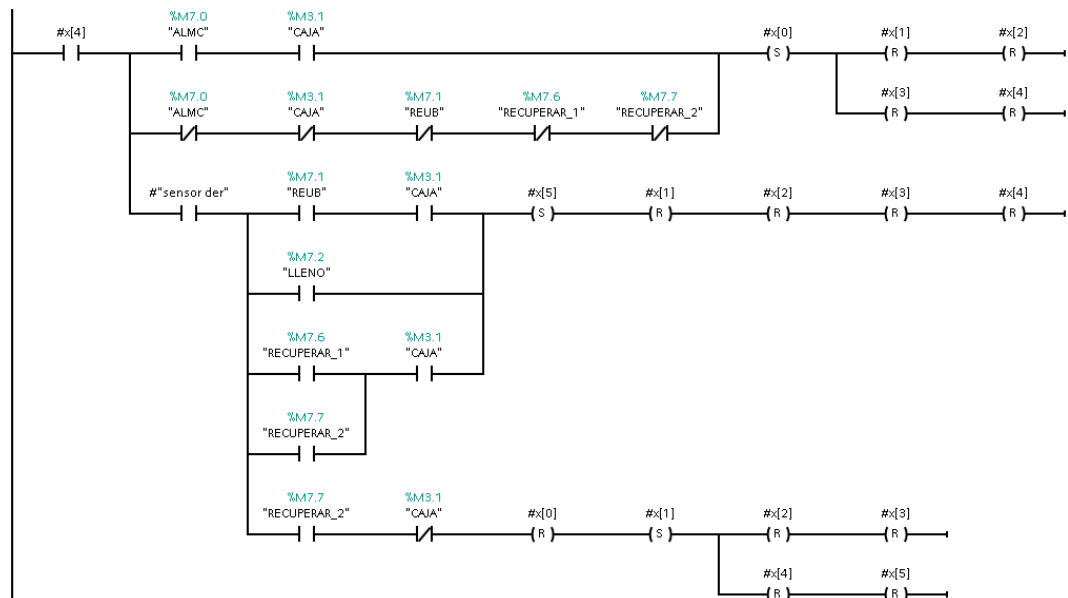 %M7.0 %M3.1
#x[4] "ALMC" "CAJA" #x[0] #x[1] #x[2]
( S ) ( R ) ( R )
%M7.0 %M3.1 %M7.1 %M7.6 %M7.7 #x[3] #x[4]
"ALMC" "CAJA" "REUB" "RECUPERAR_1" "RECUPERAR_2" ( R ) ( R )
%M7.1 %M3.1
#"sensor der" "REUB" "CAJA" #x[5] #x[1] #x[2] #x[3] #x[4]
( S ) ( R ) ( R ) ( R ) ( R )
%M7.2
"LLENO"
%M7.6 %M3.1
"RECUPERAR_1" "CAJA"
%M7.7
"RECUPERAR_2"
%M7.7 %M3.1
"RECUPERAR_2" "CAJA" #x[0] #x[1] #x[2] #x[3]
( R ) ( S ) ( R ) ( R )
#x[4] #x[5]
( R ) ( R )